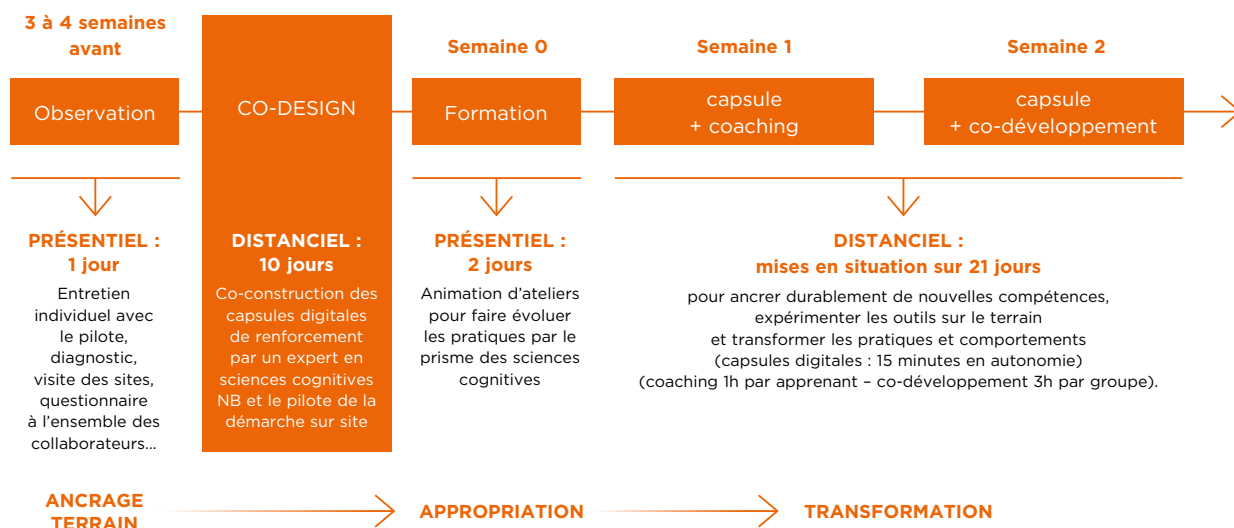 3 à 4 semaines
avant
Semaine 0
Semaine 1
Semaine 2
Observation
CO-DESIGN
Formation
capsule
+ coaching
capsule
+ co-développement
PRÉSENTIEL :
1 jour
Entretien
individuel avec
le pilote,
diagnostic,
visite des sites,
questionnaire
à l’ensemble des
collaborateurs…
DISTANCIEL :
10 jours
Co-construction des
capsules digitales
de renforcement
par un expert en
sciences cognitives
NB et le pilote de la
démarche sur site
PRÉSENTIEL :
2 jours
Animation d’ateliers
pour faire évoluer
les pratiques par le
prisme des sciences
cognitives
DISTANCIEL :
mises en situation sur 21 jours
pour ancrer durablement de nouvelles compétences,
expérimenter les outils sur le terrain
et transformer les pratiques et comportements
(capsules digitales : 15 minutes en autonomie)
(coaching 1h par apprenant – co-développement 3h par groupe).
ANCRAGE
TERRAIN
APPROPRIATION
TRANSFORMATION